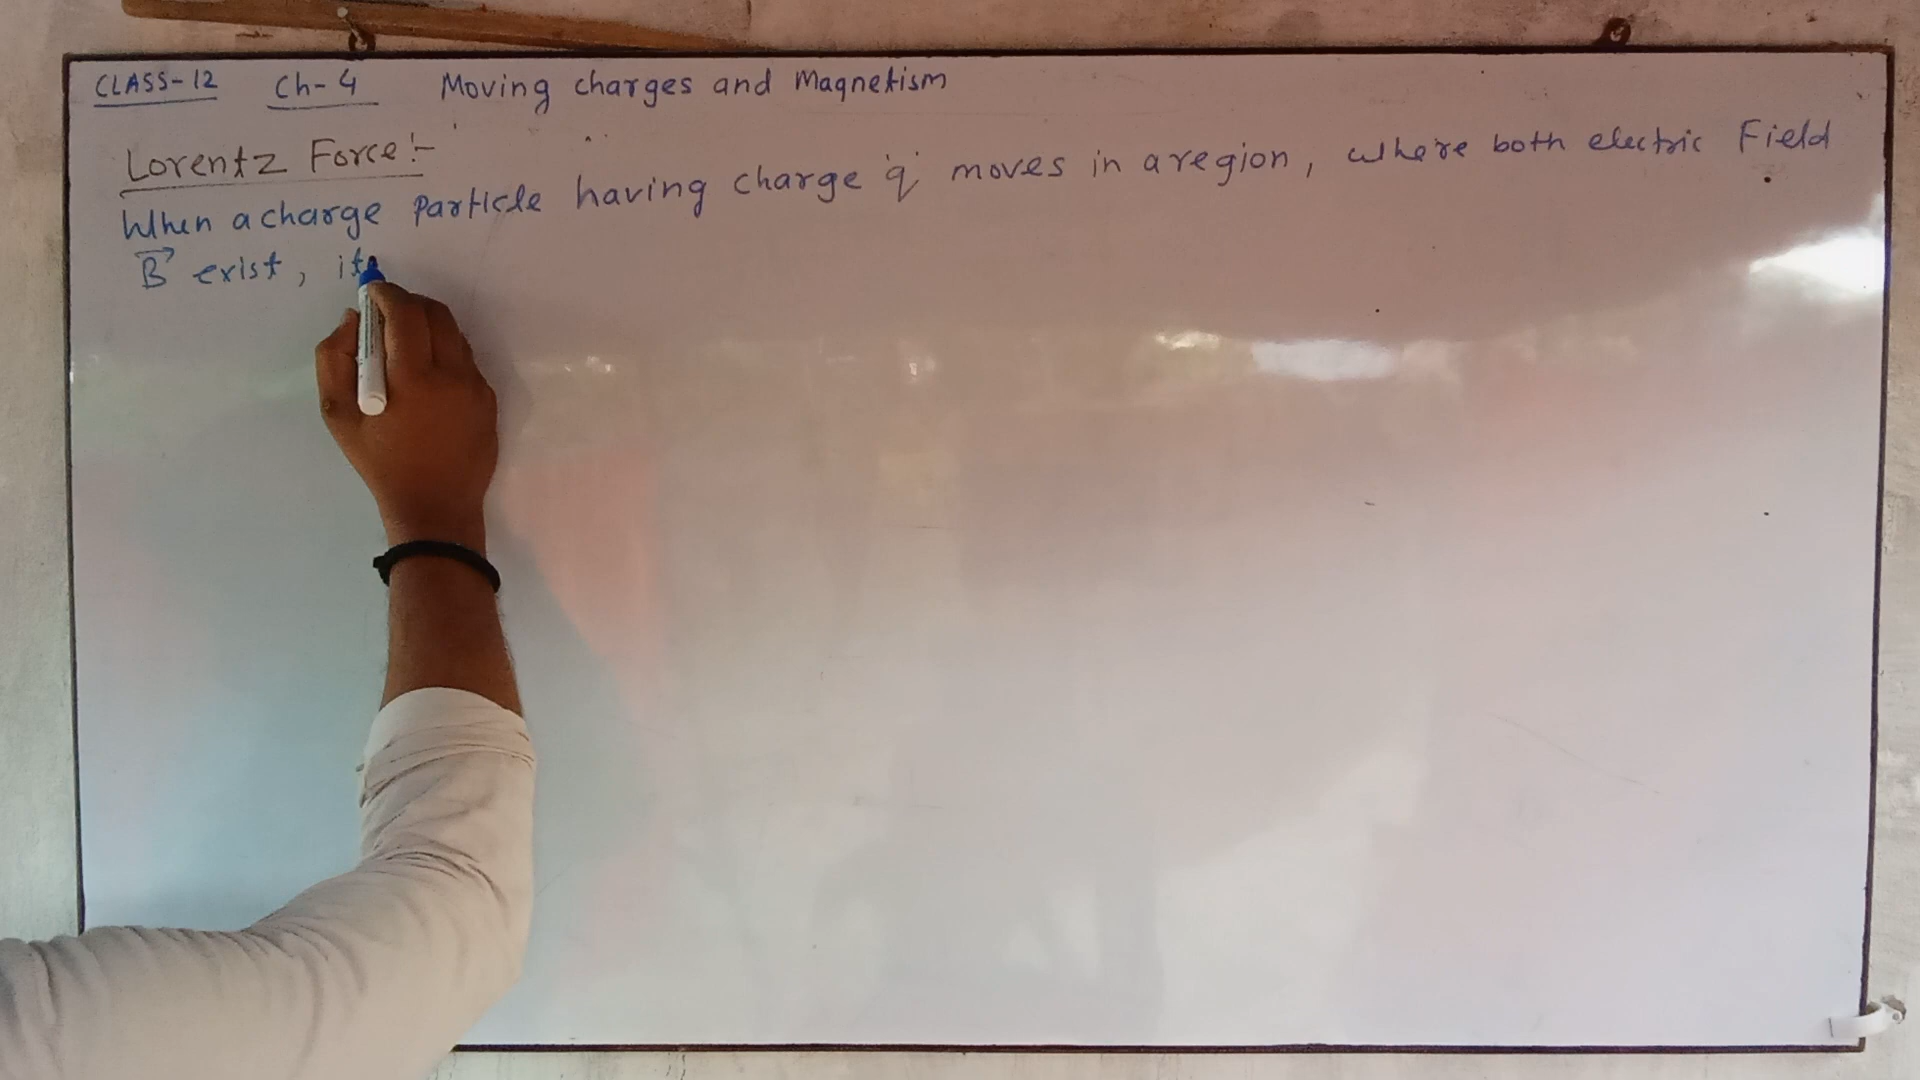 CLASS-12 Ch-4 Moving charges and Magnetism
Lorentz Force:-
When a charge Particle having charge 'q' moves in a region, where both electric Field
B⃗ exist, it